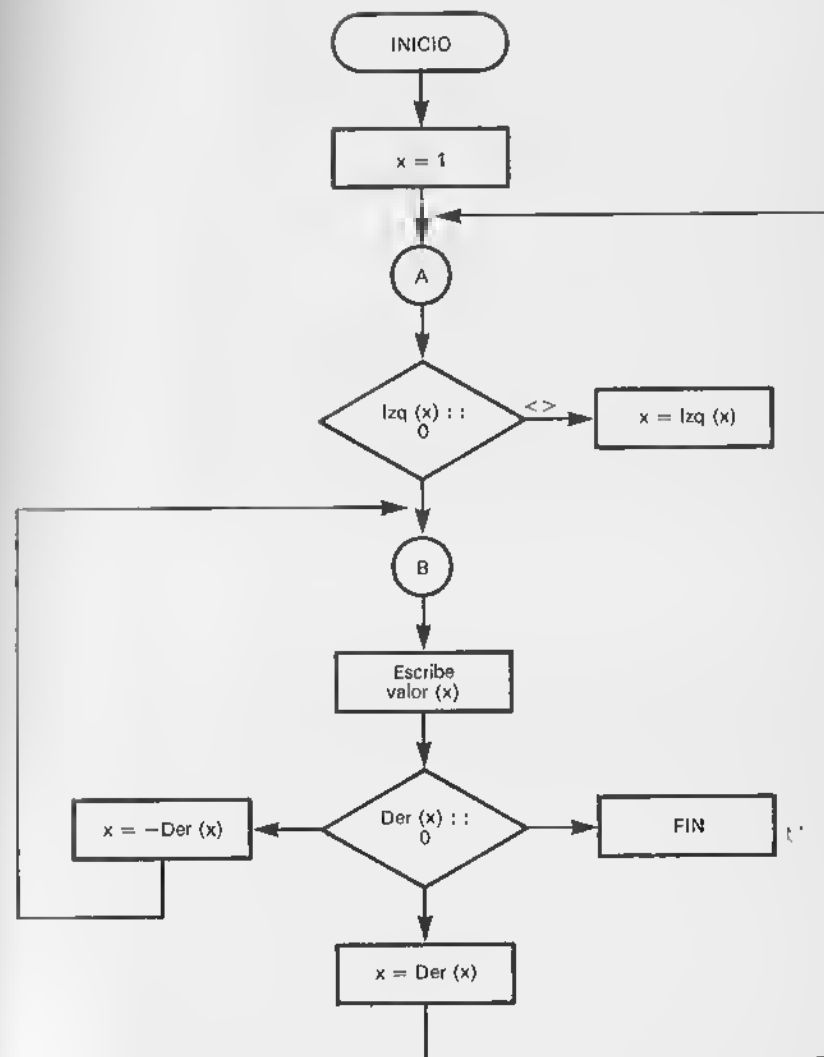 INICIO
x = 1
A
Izq (x) : :
0
<>
x = Izq (x)
B
Escribe
valor (x)
x = –Der (x)
Der (x) : :
0
FIN
x = Der (x)